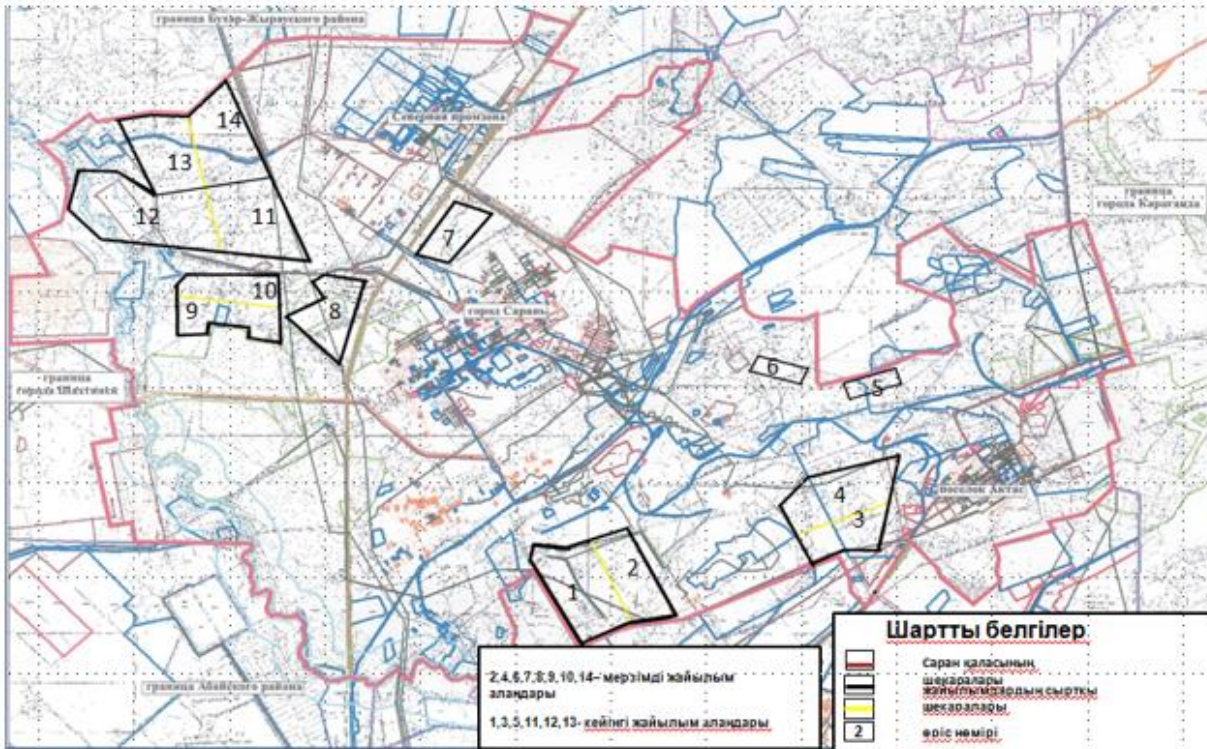 граница Бухар-Жырауского района
Северная промзона
14
13
12
11
граница
города Караганда
7
10
9
8
город Сарань
граница
города Шахтинск
6
5
4
3
поселок Актас
1
2
граница Абайского района
2,4,6,7,8,9,10,14– мерзімді жайылым
алаңдары
1,3,5,11,12,13- кейінгі жайылым алаңдары
Шартты белгілер
Саран қаласының
шекаралары
жайылымдардың сыртқы
шекаралары
2
өріс нөмірі